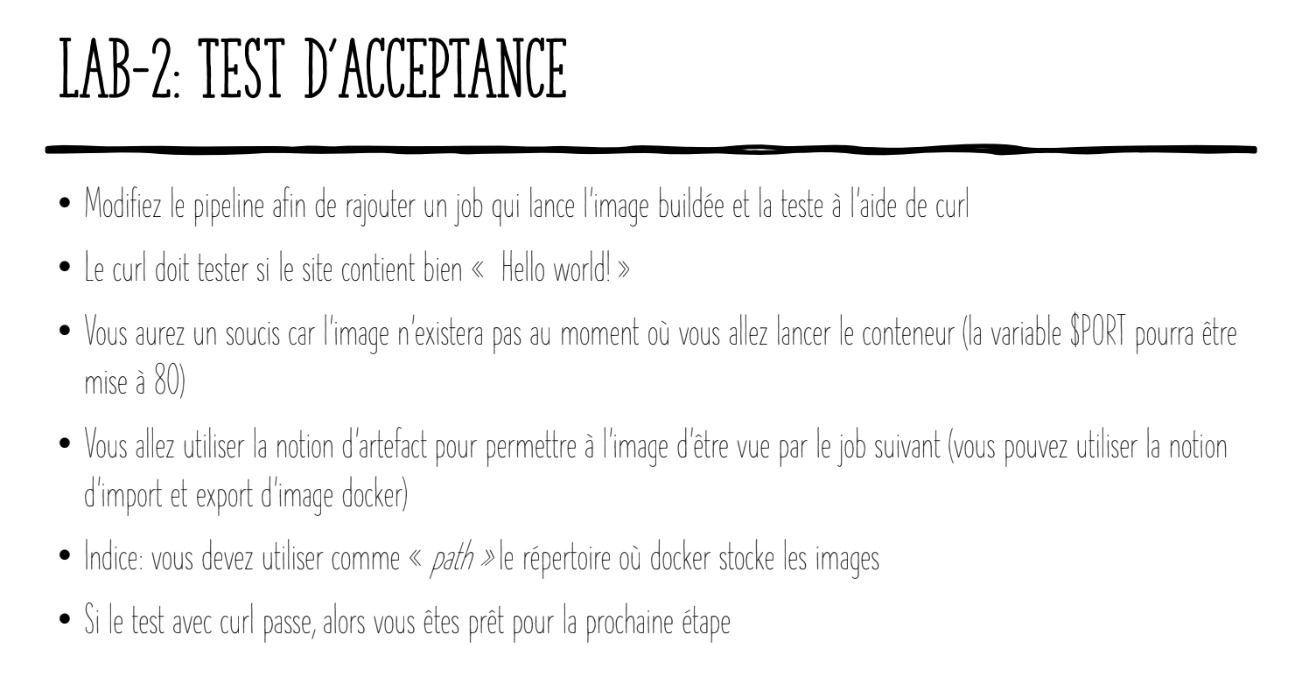 LAB-2: TEST D'ACCEPTANCE
• Modifiez le pipeline afin de rajouter un job qui lance l'image buildée et la teste à l'aide de curl
• Le curl doit tester si le site contient bien «  Hello world! »
• Vous aurez un soucis car l'image n'existera pas au moment où vous allez lancer le conteneur (la variable $PORT pourra être
mise à 80)
• Vous allez utiliser la notion d'artefact pour permettre à l'image d'être vue par le job suivant (vous pouvez utiliser la notion
d'import et export d'image docker)
• Indice: vous devez utiliser comme « path » le répertoire où docker stocke les images
• Si le test avec curl passe, alors vous êtes prêt pour la prochaine étape